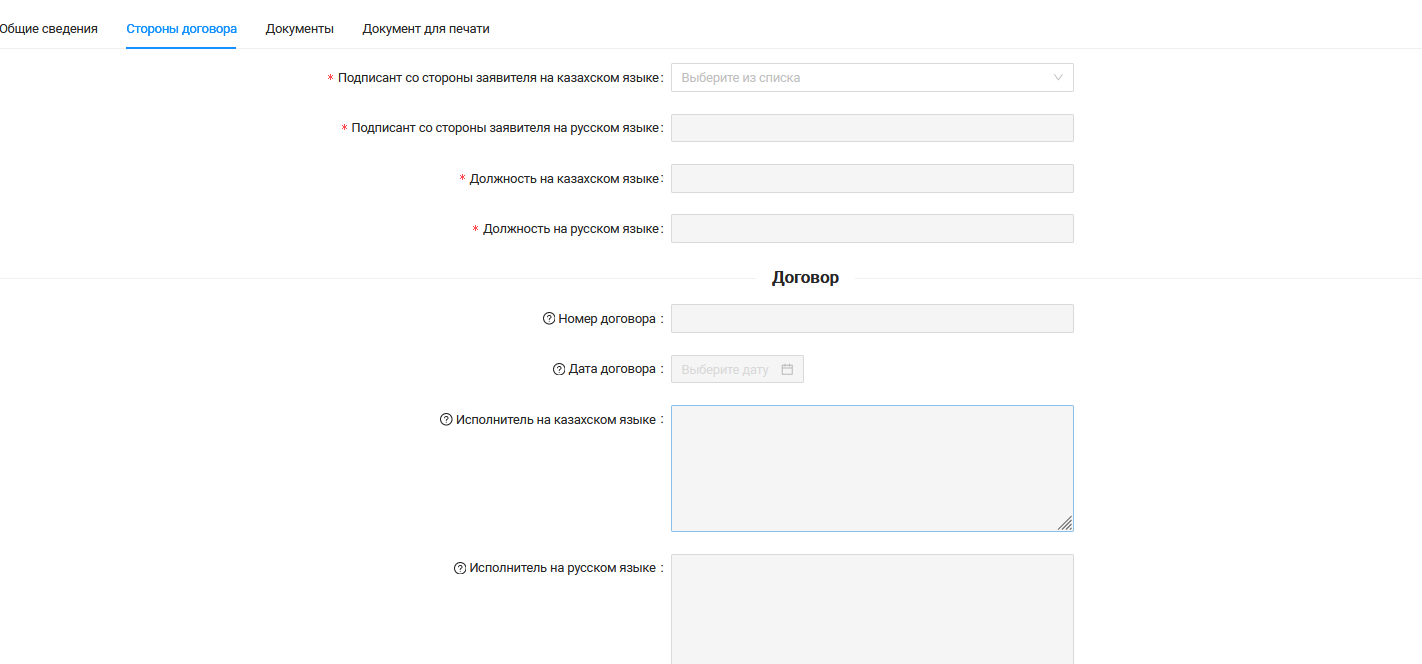 Общие сведения Стороны договора Документы Документ для печати
* Подписант со стороны заявителя на казахском языке: Выберите из списка
* Подписант со стороны заявителя на русском языке:
* Должность на казахском языке:
* Должность на русском языке:
Договор
Номер договора :
Дата договора : Выберите дату
Исполнитель на казахском языке :
Исполнитель на русском языке :